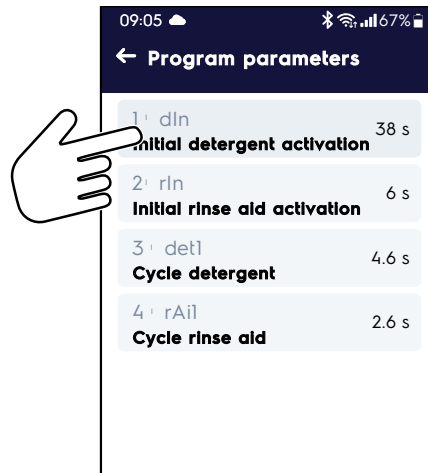 09:05 67%
← Program parameters
1 dIn
Initial detergent activation 38 s
2 rIn
Initial rinse aid activation 6 s
3 det1
Cycle detergent 4.6 s
4 rAi1
Cycle rinse aid 2.6 s